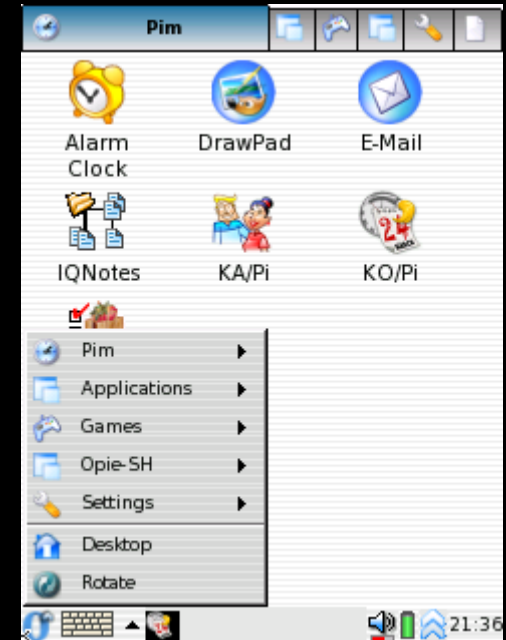 Pim
Alarm Clock
DrawPad
E-Mail
IQNotes
KA/Pi
KO/Pi
24
Pim
Applications
Games
Opie-SH
Settings
Desktop
Rotate
21:36